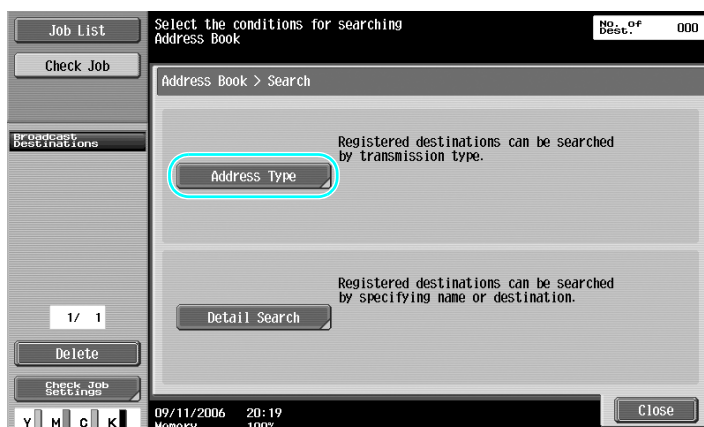 Job List
Check Job
Broadcast
Destinations
1/ 1
Delete
Check Job
Settings
Y M C K
Select the conditions for searching
Address Book
No. of
Dest.
000
Address Book > Search
Registered destinations can be searched
by transmission type.
Address Type
Registered destinations can be searched
by specifying name or destination.
Detail Search
09/11/2006 20:19
Memory 100%
Close